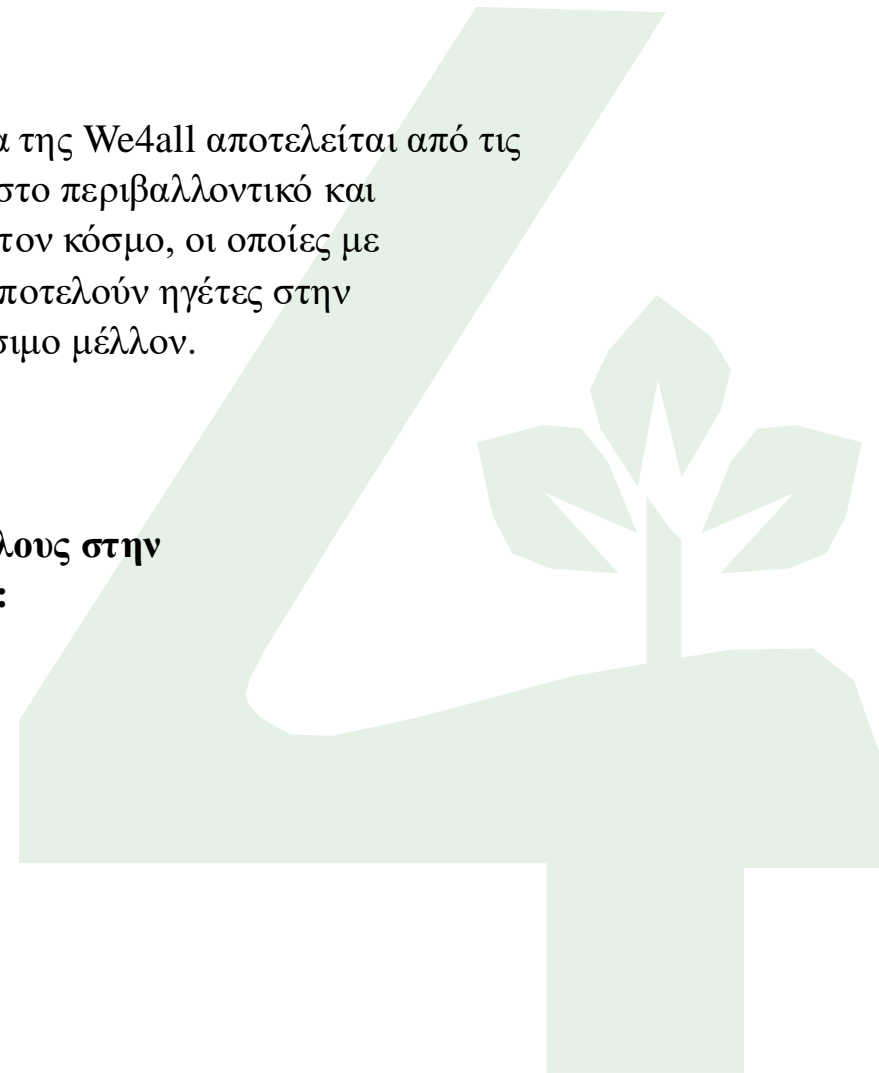 της We4all αποτελείται από τις
στο περιβαλλοντικό και
τον κόσμο, οι οποίες με
ποτελούν ηγέτες στην
σιμο μέλλον.
λους στην
: